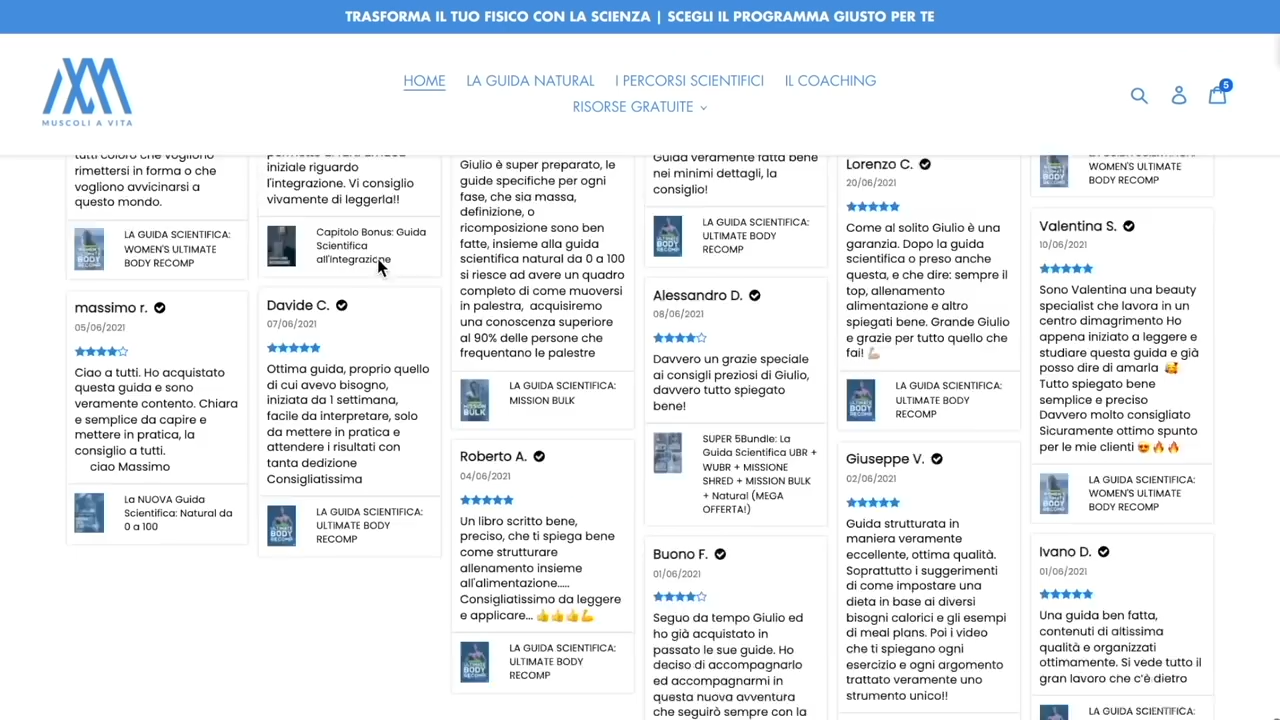 TRASFORMA IL TUO FISICO CON LA SCIENZA | SCEGLI IL PROGRAMMA GIUSTO PER TE
MUSCOLI A VITA
HOME
LA GUIDA NATURAL
I PERCORSI SCIENTIFICI
IL COACHING
RISORSE GRATUITE
5
tutti coloro che vogliono
rimettersi in forma o che
vogliono avvicinarsi a
questo mondo.
LA GUIDA SCIENTIFICA:
WOMEN'S ULTIMATE
BODY RECOMP
massimo r.
05/06/2021
Ciao a tutti. Ho acquistato
questa guida e sono
veramente contento. Chiara
e semplice da capire e
mettere in pratica, la
consiglio a tutti.
ciao Massimo
La NUOVA Guida
Scientifica: Natural da
0 a 100
iniziale riguardo
l'integrazione. Vi consiglio
vivamente di leggerla!!
Capitolo Bonus: Guida
Scientifica
all'integrazione
Davide C.
07/06/2021
Ottima guida, proprio quello
di cui avevo bisogno,
iniziata da 1 settimana,
facile da interpretare, solo
da mettere in pratica e
attendere i risultati con
tanta dedizione
Consigliatissima
LA GUIDA SCIENTIFICA:
ULTIMATE BODY
RECOMP
Giulio è super preparato, le
guide specifiche per ogni
fase, che sia massa,
definizione, o
ricomposizione sono ben
fatte, insieme alla guida
scientifica natural da 0 a 100
si riesce ad avere un quadro
completo di come muoversi
in palestra, acquisiremo
una conoscenza superiore
al 90% delle persone che
frequentano le palestre
LA GUIDA SCIENTIFICA:
MISSION BULK
Roberto A.
04/06/2021
Un libro scritto bene,
preciso, che ti spiega bene
come strutturare
allenamento insieme
all'alimentazione.....
Consigliatissimo da leggere
e applicare... 👍👍👍💪
LA GUIDA SCIENTIFICA:
ULTIMATE BODY
RECOMP
Guida veramente fatta bene
nei minimi dettagli, la
consiglio!
LA GUIDA SCIENTIFICA:
ULTIMATE BODY
RECOMP
Alessandro D.
08/06/2021
Davvero un grazie speciale
ai consigli preziosi di Giulio,
davvero tutto spiegato
bene!
SUPER 5Bundle: La
Guida Scientifica UBR +
WUBR + MISSIONE
SHRED + MISSION BULK
+ Natural (MEGA
OFFERTA!)
Buono F.
01/06/2021
Seguo da tempo Giulio ed
ho già acquistato in
passato le sue guide. Ho
deciso di accompagnarlo
ed accompagnarmi in
questa nuova avventura
che seguirò sempre con la
Lorenzo C.
20/06/2021
Come al solito Giulio è una
garanzia. Dopo la guida
scientifica o preso anche
questa, e che dire: sempre il
top, allenamento
alimentazione e altro
spiegati bene. Grande Giulio
e grazie per tutto quello che
fai! 💪🏼
LA GUIDA SCIENTIFICA:
ULTIMATE BODY
RECOMP
Giuseppe V.
02/06/2021
Guida strutturata in
maniera veramente
eccellente, ottima qualità.
Soprattutto i suggerimenti
di come impostare una
dieta in base ai diversi
bisogni calorici e gli esempi
di meal plans. Poi i video
che ti spiegano ogni
esercizio e ogni argomento
trattato veramente uno
strumento unico!!
WOMEN'S ULTIMATE
BODY RECOMP
Valentina S.
10/06/2021
Sono Valentina una beauty
specialist che lavora in un
centro dimagrimento Ho
appena iniziato a leggere e
studiare questa guida e già
posso dire di amarla 🥰
Tutto spiegato bene
semplice e preciso
Davvero molto consigliato
Sicuramente ottimo spunto
per le mie clienti 😍🔥🔥
LA GUIDA SCIENTIFICA:
WOMEN'S ULTIMATE
BODY RECOMP
Ivano D.
01/06/2021
Una guida ben fatta,
contenuti di altissima
qualità e organizzati
ottimamente. Si vede tutto il
gran lavoro che c'è dietro
LA GUIDA SCIENTIFICA: